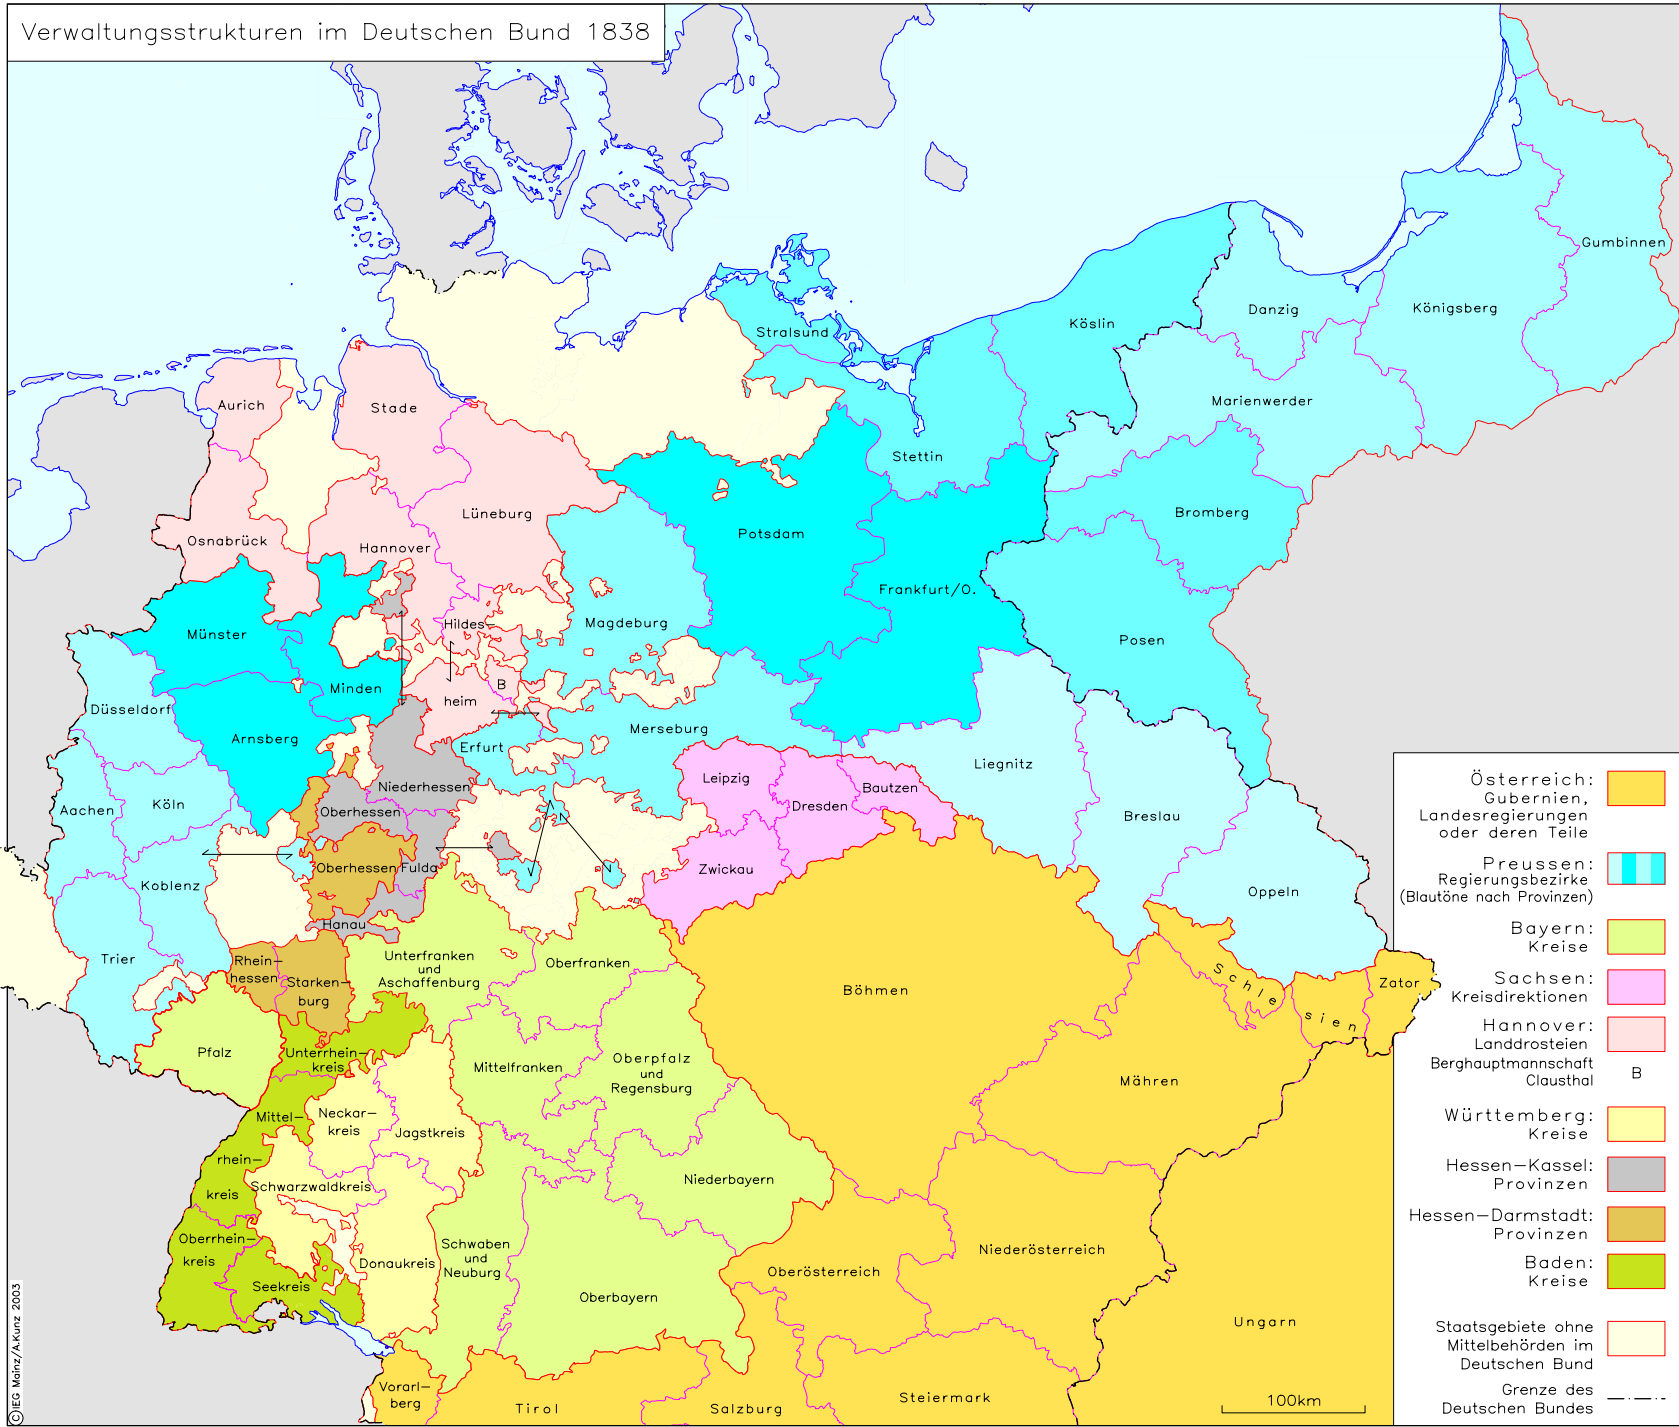 Verwaltungsstrukturen im Deutschen Bund 1838
Gumbinnen
Danzig
Königsberg
Köslin
Stralsund
Marienwerder
Aurich
Stade
Stettin
Lüneburg
Bromberg
Potsdam
Osnabrück
Hannover
Frankfurt/O.
Münster
Hildes-
Magdeburg
Posen
Minden
B
heim
Düsseldorf
Merseburg
Arnsberg
Erfurt
Liegnitz
Leipzig
Niederhessen
Bautzen
Aachen
Köln
Oberhessen
Dresden
Breslau
Oberhessen
Fulda
Zwickau
Koblenz
Oppeln
Hanau
Trier
Rhein-
hessen
Starken-
burg
Unterfranken
und
Aschaffenburg
Oberfranken
Böhmen
Schle
sien
Zator
Pfalz
Unterrhein-
kreis
Mittelfranken
Oberpfalz
und
Regensburg
Mähren
Mittel-
rhein-
kreis
Neckar-
kreis
Jagstkreis
Schwarzwaldkreis
Niederbayern
Oberrhein-
kreis
Donaukreis
Schwaben
und
Neuburg
Niederösterreich
Oberösterreich
Seekreis
Oberbayern
Ungarn
Vorarl-
berg
Tirol
Salzburg
Steiermark
100km
Österreich:
Gubernien,
Landesregierungen
oder deren Teile
Preussen:
Regierungsbezirke
(Blautöne nach Provinzen)
Bayern:
Kreise
Sachsen:
Kreisdirektionen
Hannover:
Landdrosteien
Berghauptmannschaft
Clausthal B
Württemberg:
Kreise
Hessen-Kassel:
Provinzen
Hessen-Darmstadt:
Provinzen
Baden:
Kreise
Staatsgebiete ohne
Mittelbehörden im
Deutschen Bund
Grenze des
Deutschen Bundes
©IEG Mainz/A.Kunz 2003